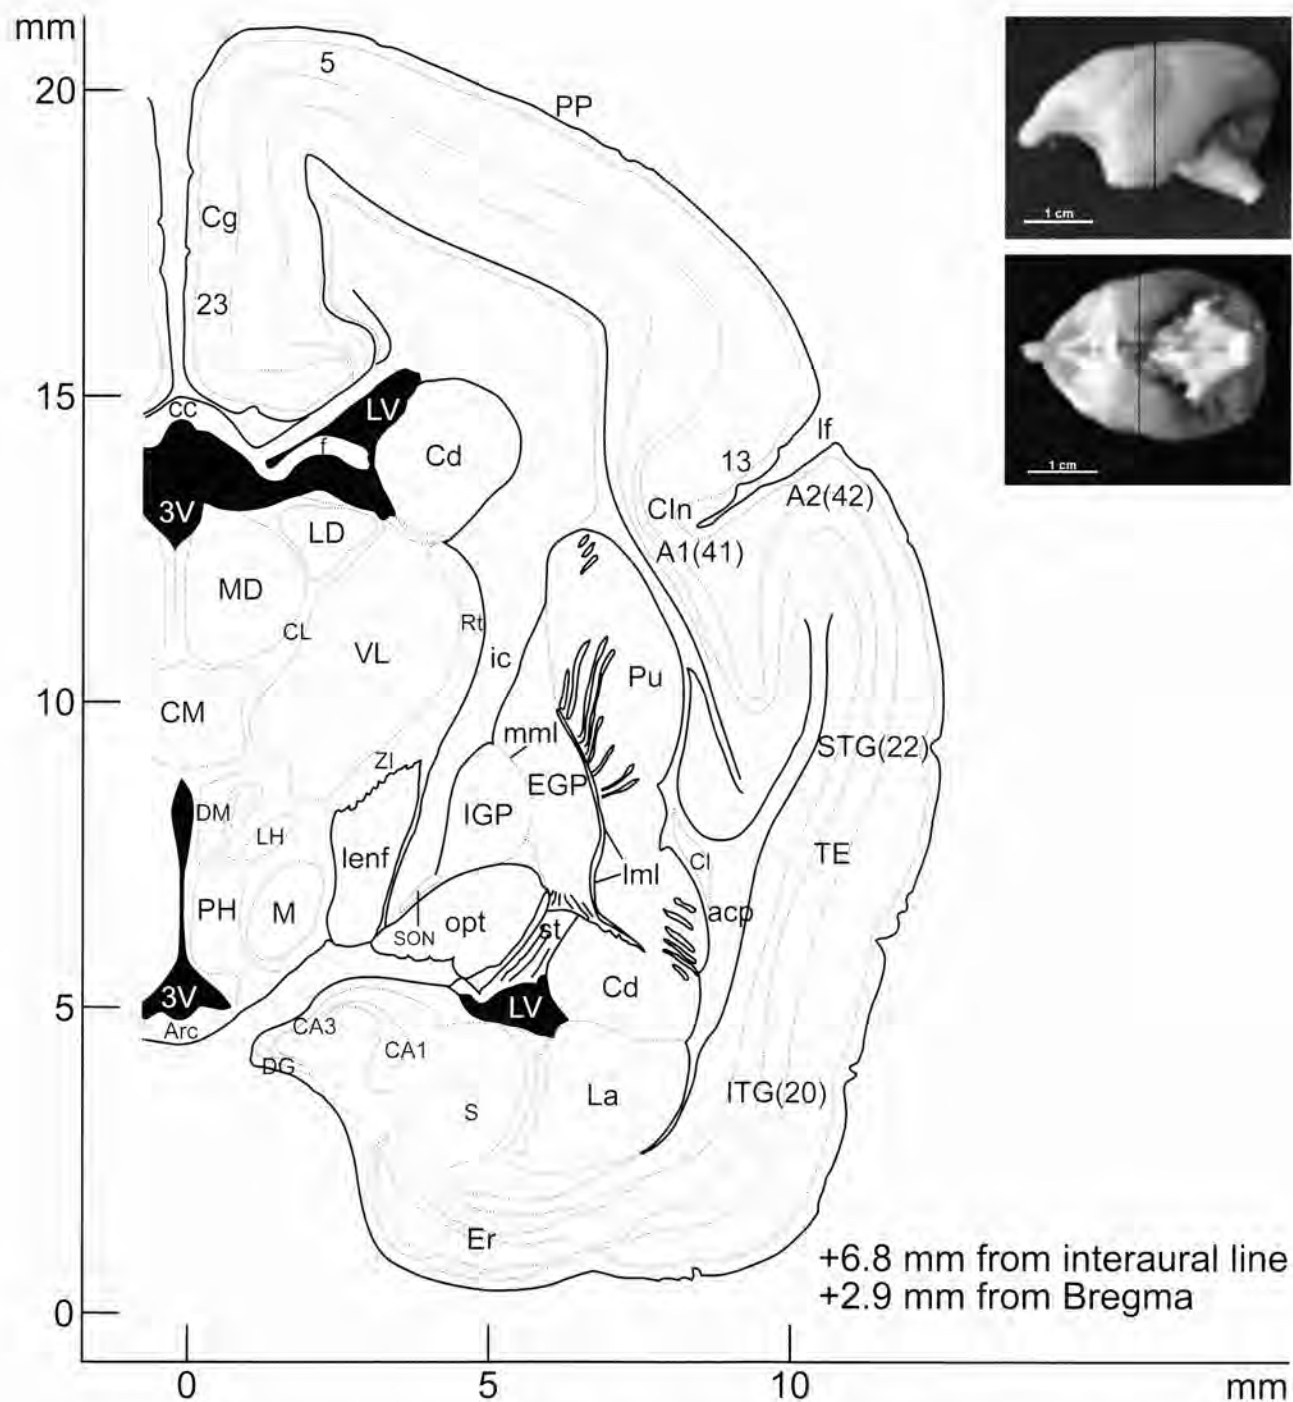 mm
5
20
PP
1 cm
Cg
23
15
cc
LV
lf
f
Cd
13
1 cm
A2(42)
3V
Cln
LD
A1(41)
MD
CL
Rt
VL
ic
Pu
10
CM
mml
STG(22)
ZI
EGP
DM
IGP
LH
TE
lenf
Cl
lml
PH
M
opt
acp
SON
st
Cd
3V
LV
5
Arc
CA3
CA1
DG
La
ITG(20)
S
Er
+6.8 mm from interaural line
+2.9 mm from Bregma
0
0
5
10
mm